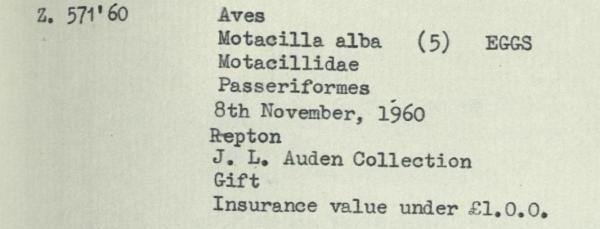 Z. 571'60 Aves
Motacilla alba (5) EGGS
Motacillidae
Passeriformes
8th November, 1960
Repton
J. L. Auden Collection
Gift
Insurance value under £1.0.0.